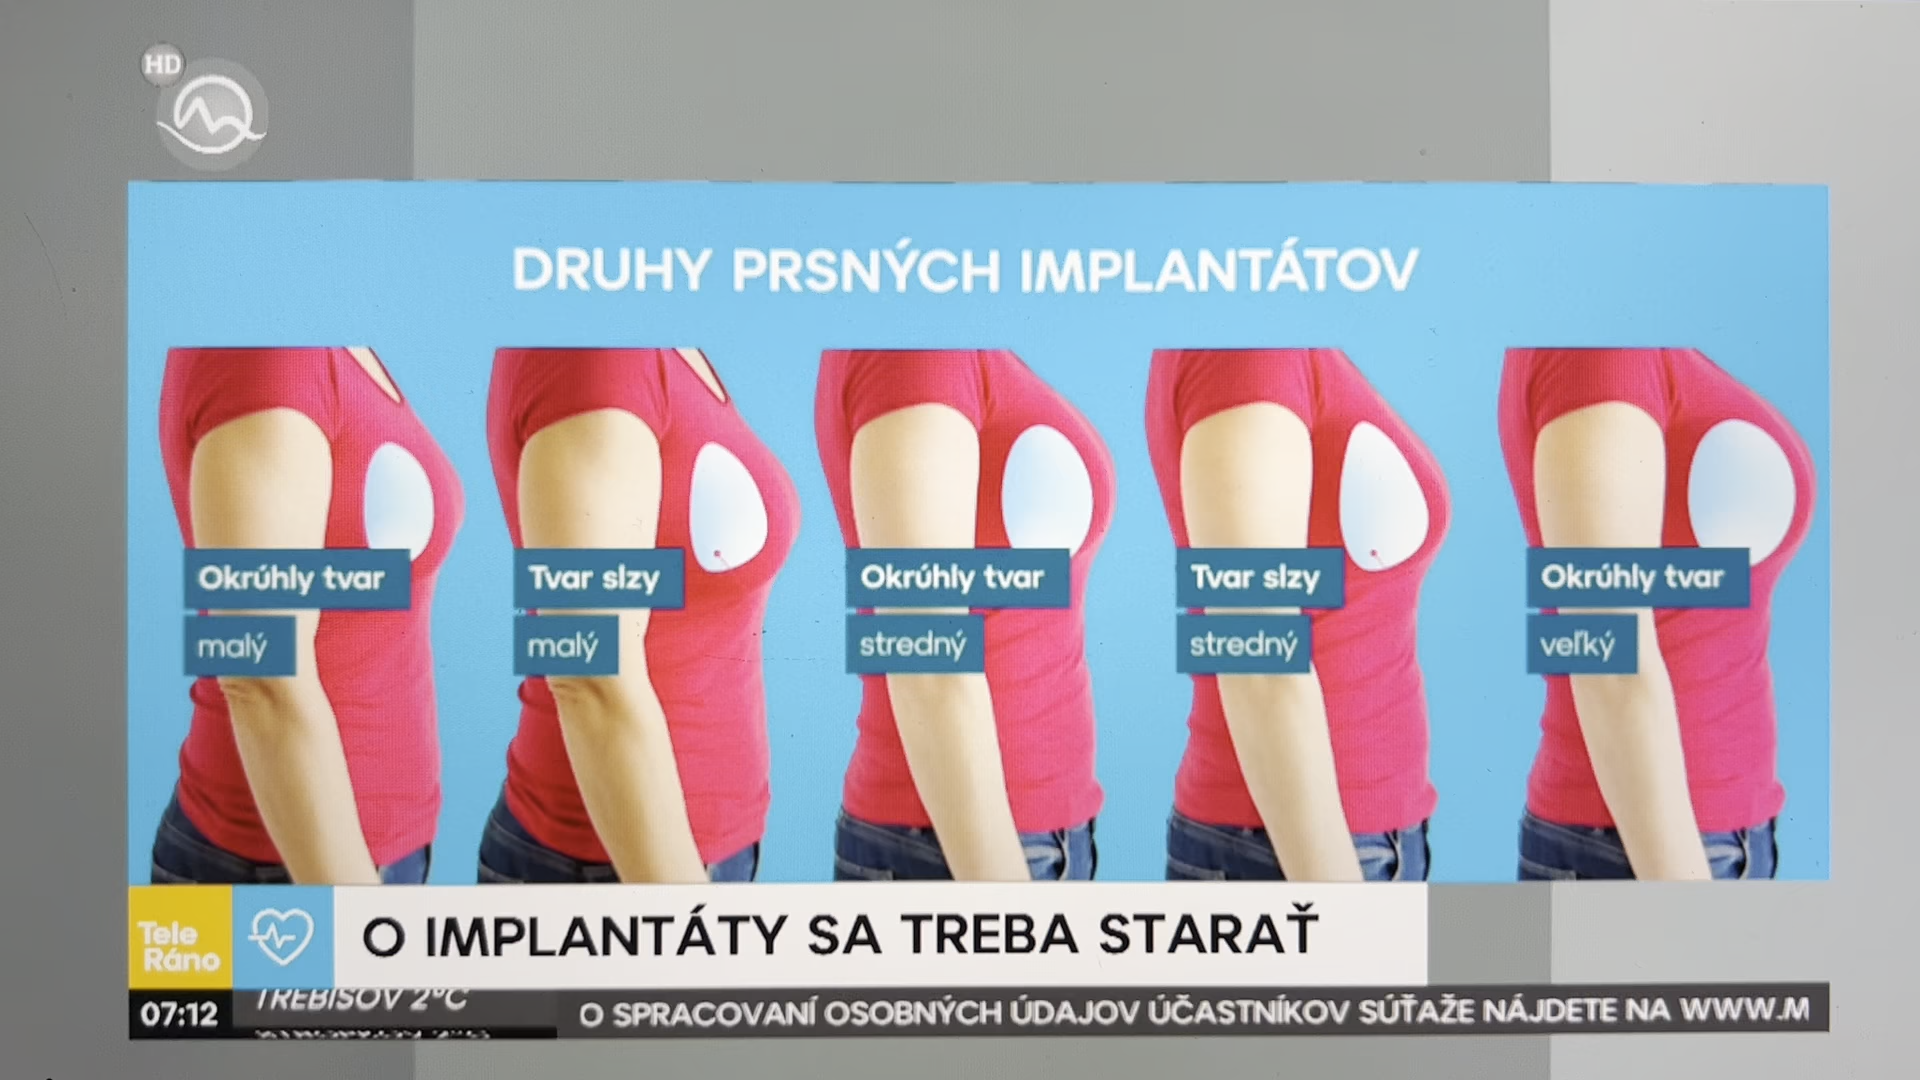 HD
DRUHY PRSNÝCH IMPLANTÁTOV
Okrúhly tvar
malý
Tvar slzy
malý
Okrúhly tvar
stredný
Tvar slzy
stredný
Okrúhly tvar
veľký
Tele
Ráno
O IMPLANTÁTY SA TREBA STARAŤ
07:12
TREBIŠOV 2°C
O SPRACOVANÍ OSOBNÝCH ÚDAJOV ÚČASTNÍKOV SÚŤAŽE NÁJDETE NA WWW.M